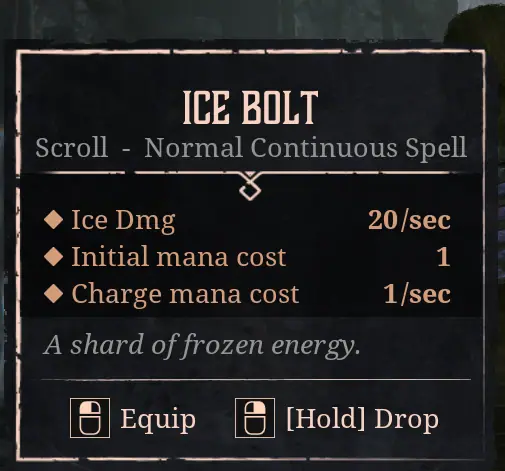 ICE BOLT
Scroll - Normal Continuous Spell
Ice Dmg 20/sec
Initial mana cost 1
Charge mana cost 1/sec
A shard of frozen energy.
Equip [Hold] Drop